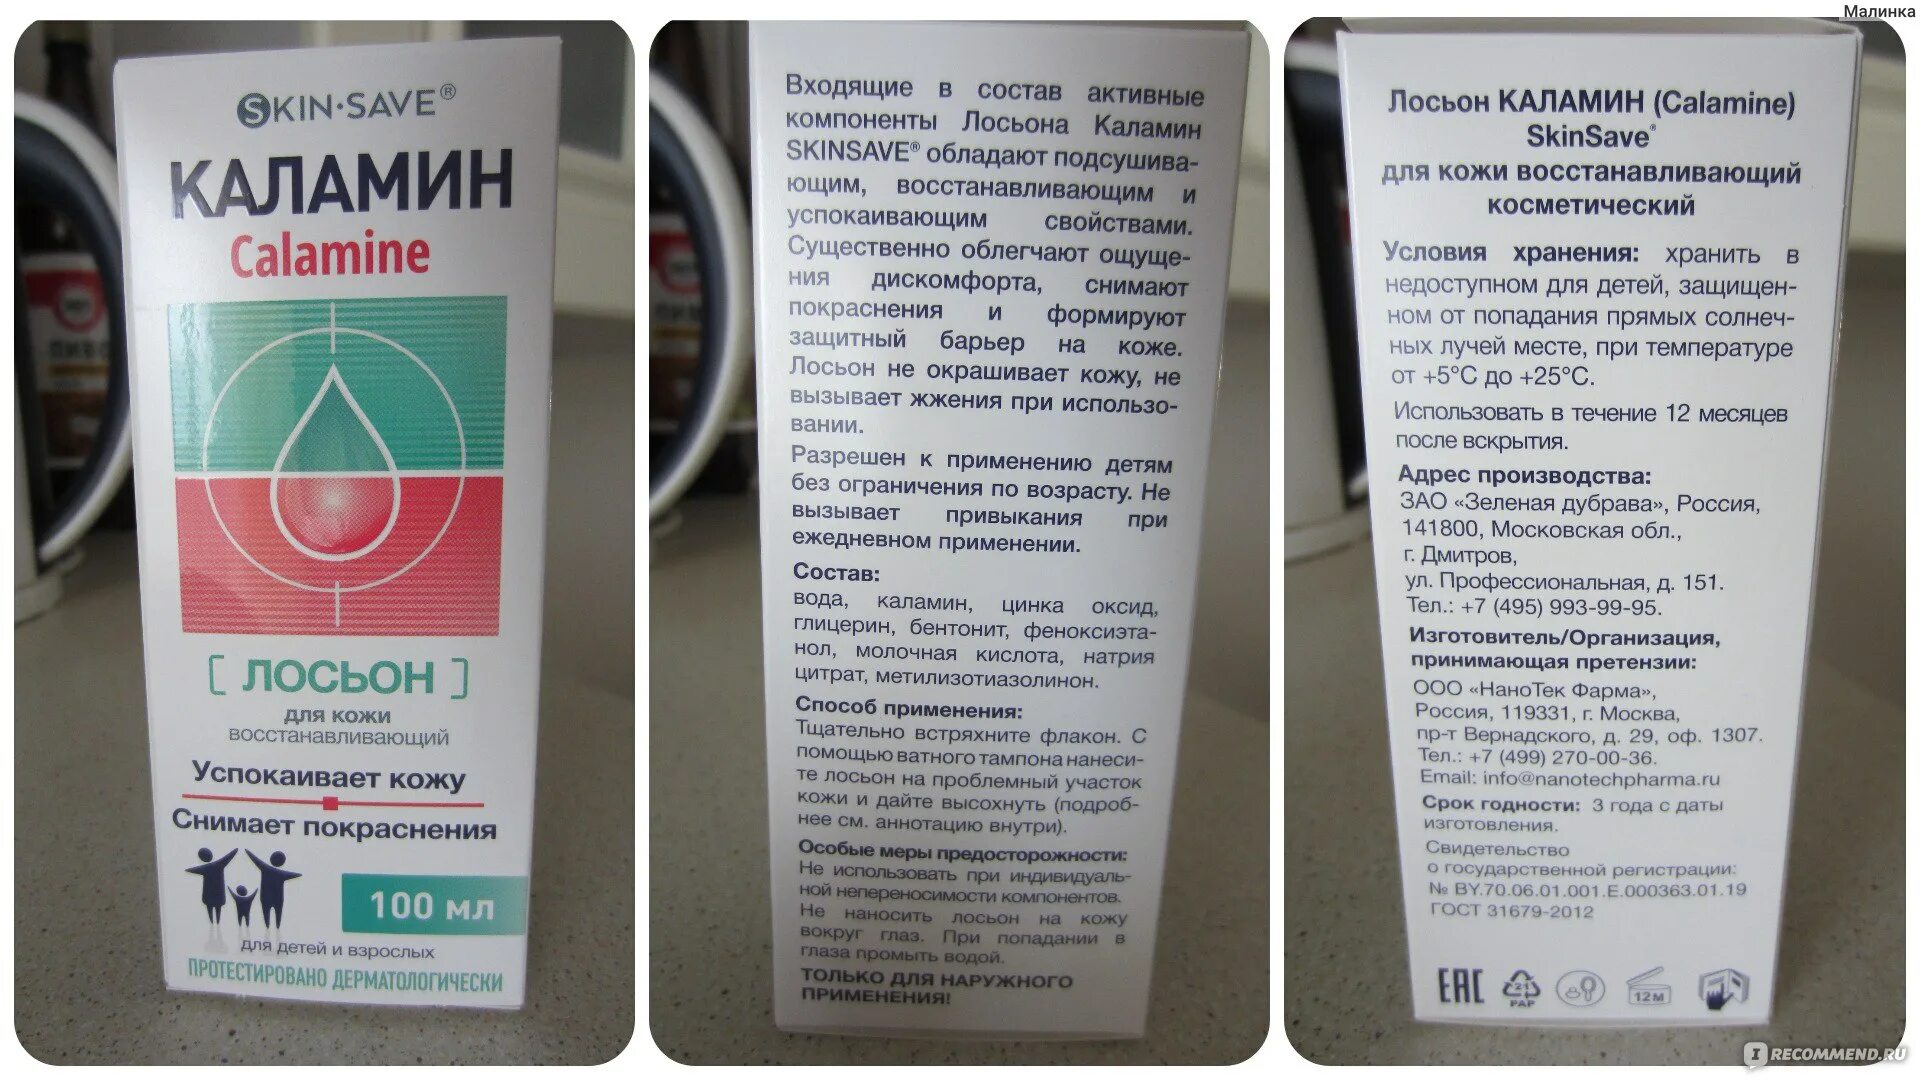 Малинка
SKIN·SAVE®
КАЛАМИН
Calamine
[ ЛОСЬОН ]
для кожи
восстанавливающий
Успокаивает кожу
Снимает покраснения
100 мл
для детей и взрослых
ПРОТЕСТИРОВАНО ДЕРМАТОЛОГИЧЕСКИ
Входящие в состав активные
компоненты Лосьона Каламин
SKINSAVE® обладают подсушива-
ющим, восстанавливающим и
успокаивающим свойствами.
Существенно облегчают ощуще-
ния дискомфорта, снимают
покраснения и формируют
защитный барьер на коже.
Лосьон не окрашивает кожу, не
вызывает жжения при использо-
вании.
Разрешен к применению детям
без ограничения по возрасту. Не
вызывает привыкания при
ежедневном применении.
Состав:
вода, каламин, цинка оксид,
глицерин, бентонит, феноксиэта-
нол, молочная кислота, натрия
цитрат, метилизотиазолинон.
Способ применения:
Тщательно встряхните флакон. С
помощью ватного тампона нанеси-
те лосьон на проблемный участок
кожи и дайте высохнуть (подроб-
нее см. аннотацию внутри).
Особые меры предосторожности:
Не использовать при индивидуаль-
ной непереносимости компонентов.
Не наносить лосьон на кожу
вокруг глаз. При попадании в
глаза промыть водой.
ТОЛЬКО ДЛЯ НАРУЖНОГО
ПРИМЕНЕНИЯ!
Лосьон КАЛАМИН (Calamine)
SkinSave®
для кожи восстанавливающий
косметический
Условия хранения: хранить в
недоступном для детей, защищен-
ном от попадания прямых солнеч-
ных лучей месте, при температуре
от +5°С до +25°С.
Использовать в течение 12 месяцев
после вскрытия.
Адрес производства:
ЗАО «Зеленая дубрава», Россия,
141800, Московская обл.,
г. Дмитров,
ул. Профессиональная, д. 151.
Тел.: +7 (495) 993-99-95.
Изготовитель/Организация,
принимающая претензии:
ООО «НаноТек Фарма»,
Россия, 119331, г. Москва,
пр-т Вернадского, д. 29, оф. 1307.
Тел.: +7 (499) 270-00-36.
Email: info@nanotechpharma.ru
Срок годности: 3 года с даты
изготовления.
Свидетельство
о государственной регистрации:
№ BY.70.06.01.001.E.000363.01.19
ГОСТ 31679-2012
EAC
21
PAP
12М
I RECOMMEND.RU